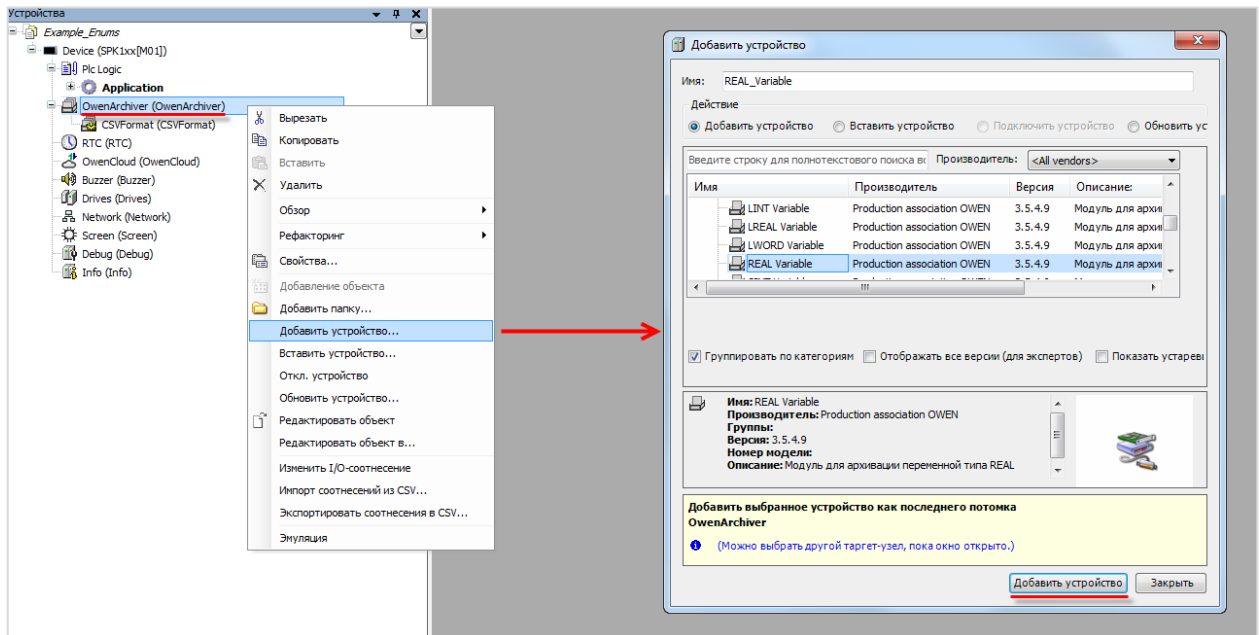 Устройства
Example_Enums
Device (SPK1xx[M01])
Plc Logic
Application
OwenArchiver (OwenArchiver)
CSVFormat (CSVFormat)
RTC (RTC)
OwenCloud (OwenCloud)
Buzzer (Buzzer)
Drives (Drives)
Network (Network)
Screen (Screen)
Debug (Debug)
Info (Info)
Вырезать
Копировать
Вставить
Удалить
Обзор
Рефакторинг
Свойства...
Добавление объекта
Добавить папку...
Добавить устройство...
Вставить устройство...
Откл. устройство
Обновить устройство...
Редактировать объект
Редактировать объект в...
Изменить I/O-соотнесение
Импорт соотнесений из CSV...
Экспортировать соотнесения в CSV...
Эмуляция
Добавить устройство
Имя: REAL_Variable
Действие
Добавить устройство Вставить устройство Подключить устройство Обновить ус
Введите строку для полнотекстового поиска вс Производитель: <All vendors>
Имя Производитель Версия Описание:
LINT Variable Production association OWEN 3.5.4.9 Модуль для архи
LREAL Variable Production association OWEN 3.5.4.9 Модуль для архи
LWORD Variable Production association OWEN 3.5.4.9 Модуль для архи
REAL Variable Production association OWEN 3.5.4.9 Модуль для архи
Группировать по категориям Отображать все версии (для экспертов) Показать устареви
Имя: REAL Variable
Производитель: Production association OWEN
Группы:
Версия: 3.5.4.9
Номер модели:
Описание: Модуль для архивации переменной типа REAL
Добавить выбранное устройство как последнего потомка
OwenArchiver
(Можно выбрать другой таргет-узел, пока окно открыто.)
Добавить устройство Закрыть